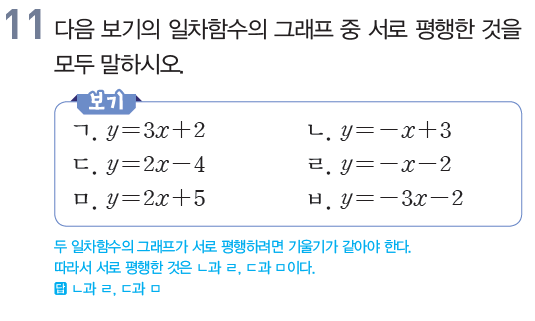 11 다음 보기의 일차함수의 그래프 중 서로 평행한 것을
모두 말하시오.
보기
ㄱ. y=3x+2 ㄴ. y=-x+3
ㄷ. y=2x-4 ㄹ. y=-x-2
ㅁ. y=2x+5 ㅂ. y=-3x-2
두 일차함수의 그래프가 서로 평행하려면 기울기가 같아야 한다.
따라서 서로 평행한 것은 ㄴ과 ㄹ, ㄷ과 ㅁ이다.
답 ㄴ과 ㄹ, ㄷ과 ㅁ